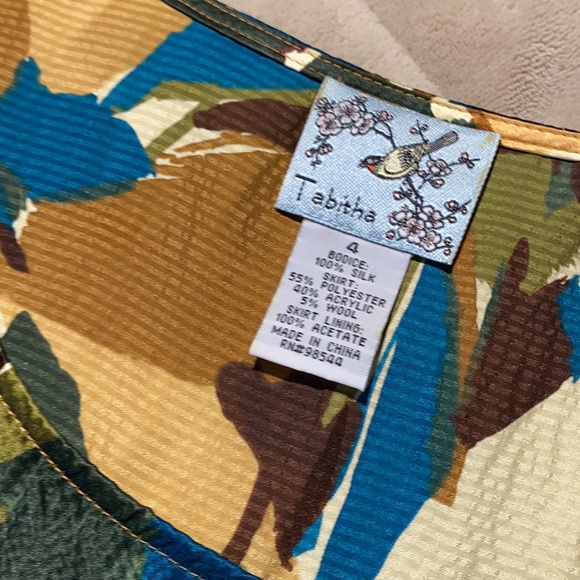 Tabitha
4
BODICE:
100% SILK
SKIRT:
55% POLYESTER
40% ACRYLIC
5% WOOL
SKIRT LINING:
100% ACETATE
MADE IN CHINA
RN#98544